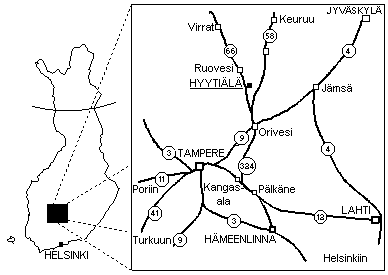 JYVÄSKYLÄ
Keuruu
Virrat
58
66
4
Ruovesi
HYYTIÄLÄ
Jämsä
9
Orivesi
3
TAMPERE
4
324
11
Poriin
Kangas-
ala
Pälkäne
41
3
12
LAHTI
Turkuun
9
HÄMEENLINNA
HELSINKI
Helsinkiin